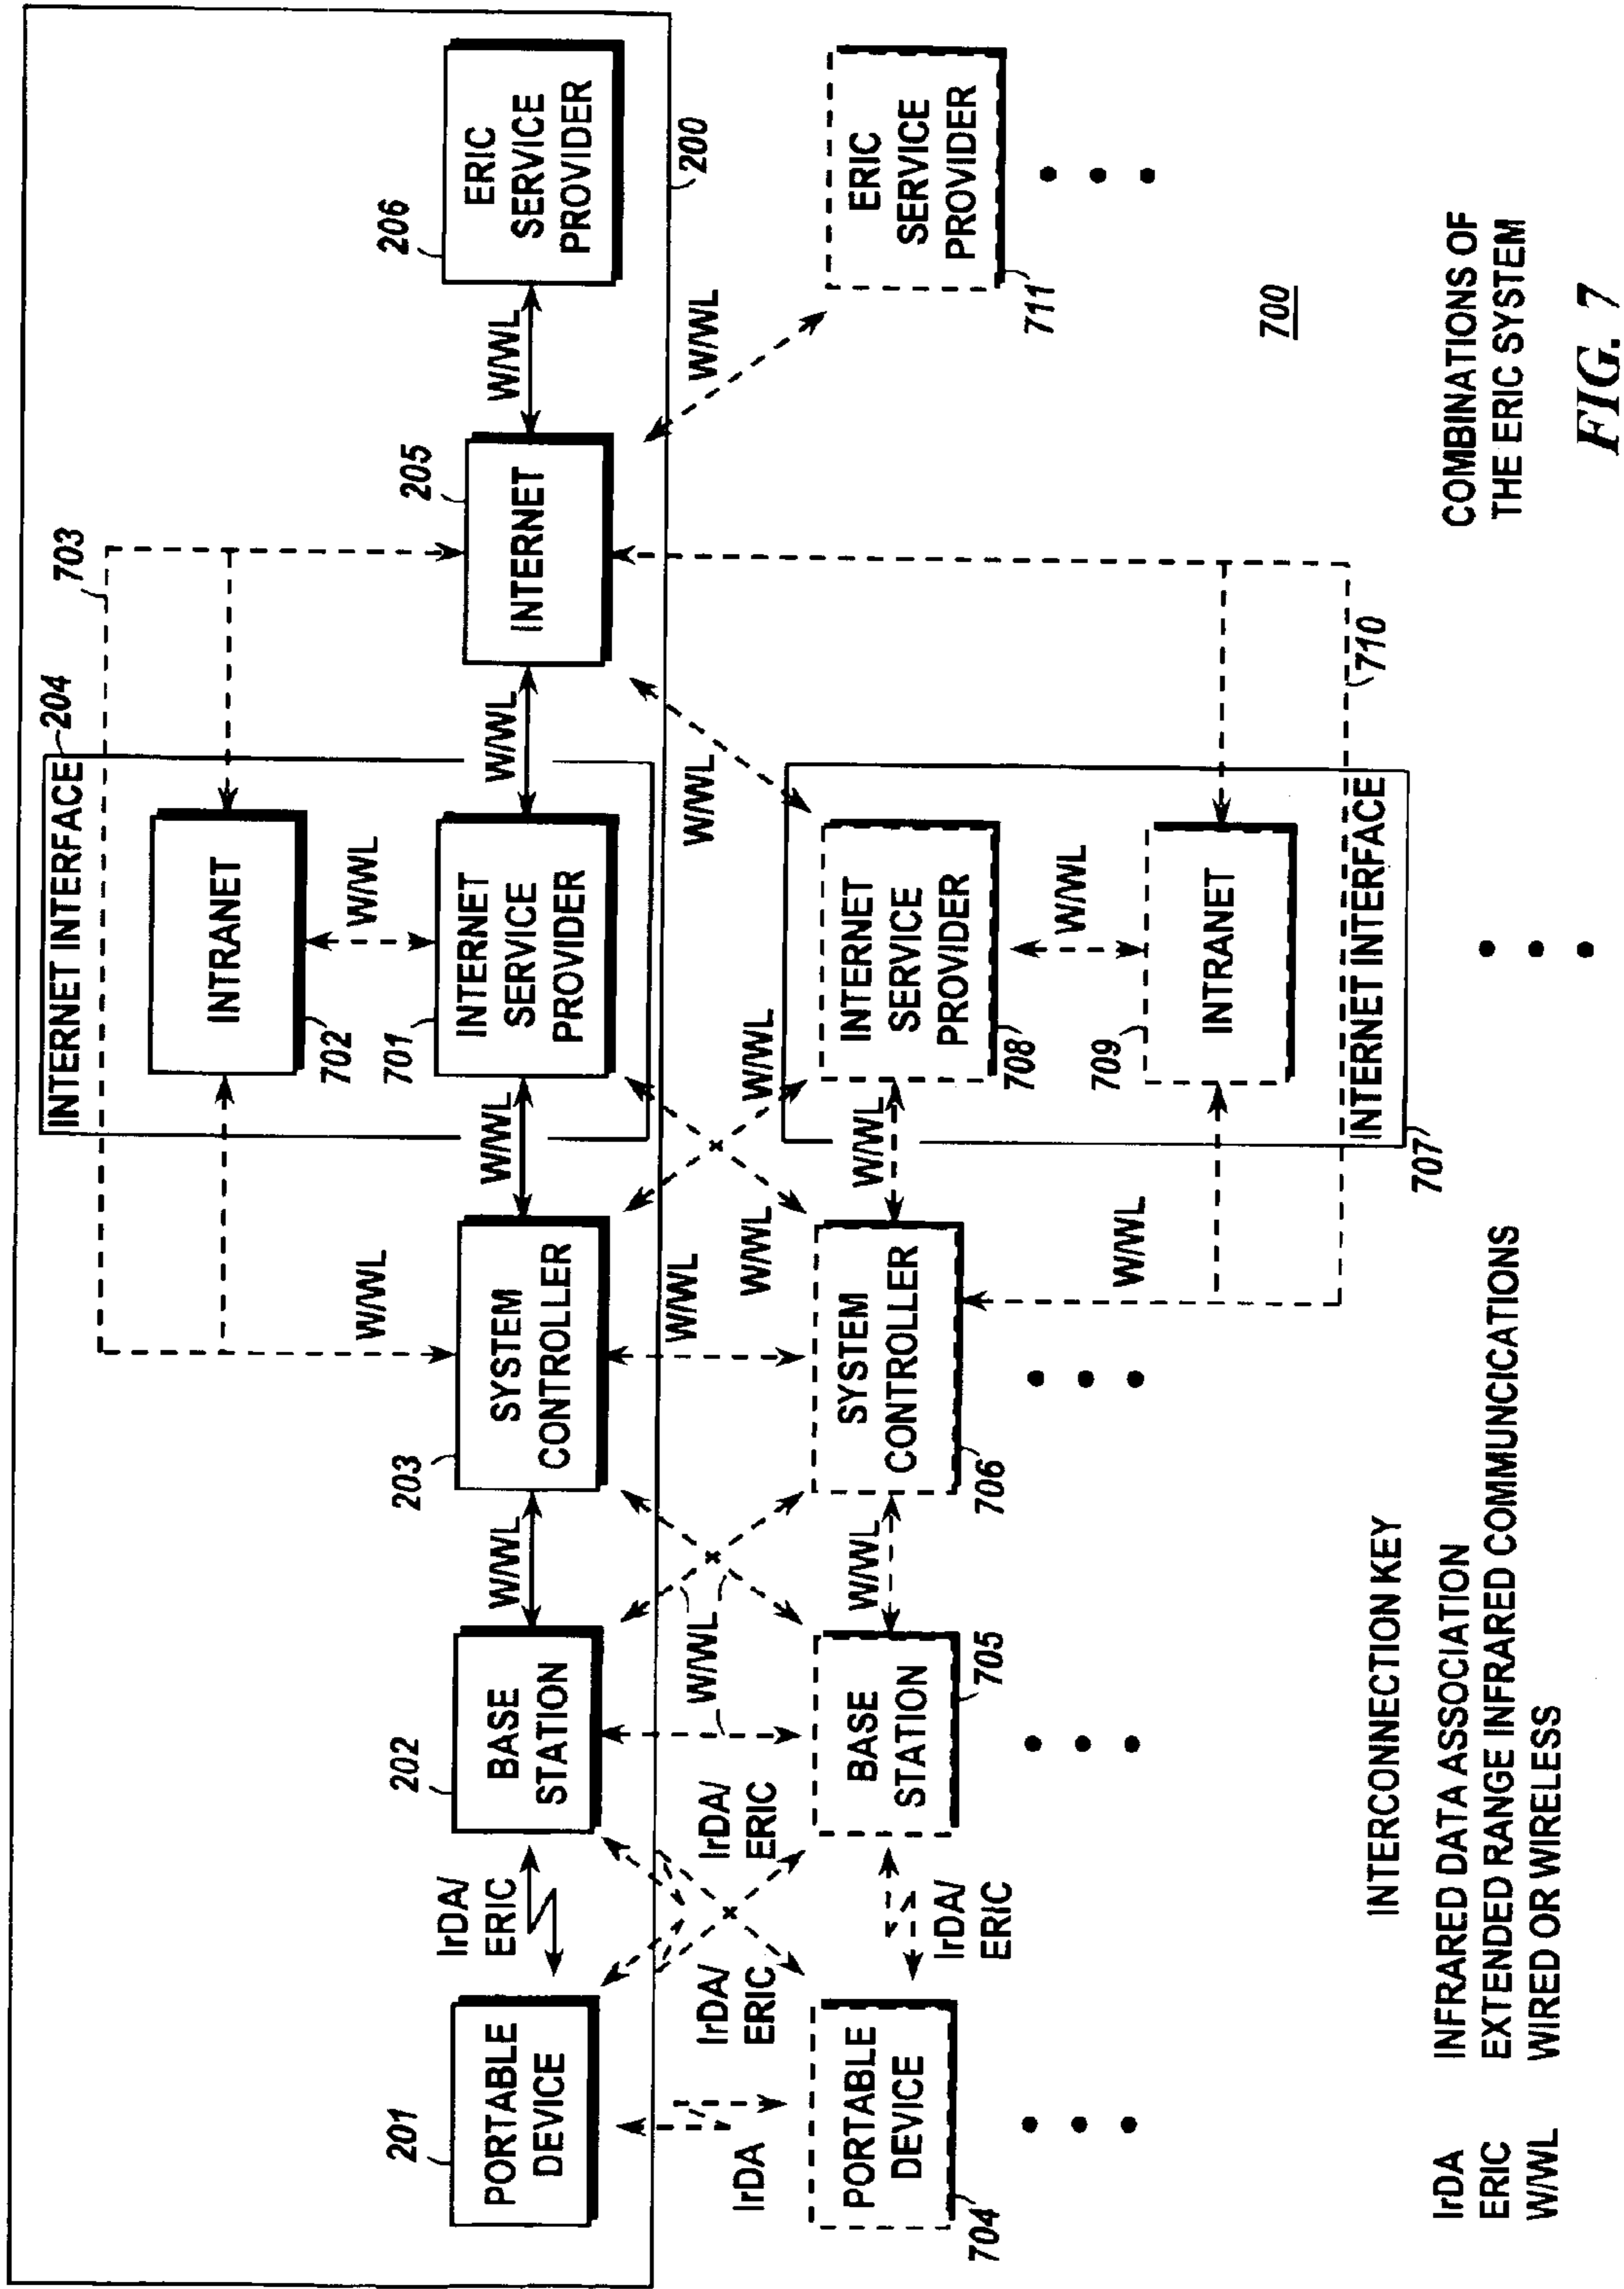 INTERNET INTERFACE
204
703
INTRANET
702
W/WL
W/WL
701
INTERNET
SERVICE
PROVIDER
201
PORTABLE
DEVICE
IrDA/
ERIC
202
BASE
STATION
W/WL
203
SYSTEM
CONTROLLER
W/WL
W/WL
205
INTERNET
W/WL
206
ERIC
SERVICE
PROVIDER
200
IrDA
IrDA/
ERIC
IrDA/
ERIC
W/WL
W/WL
W/WL
W/WL
W/WL
W/WL
704
PORTABLE
DEVICE
IrDA/
ERIC
705
BASE
STATION
W/WL
706
SYSTEM
CONTROLLER
W/WL
INTERNET
SERVICE
PROVIDER
708
W/WL
709
INTRANET
W/WL
INTERNET INTERFACE
707
710
ERIC
SERVICE
PROVIDER
711
700
INTERCONNECTION KEY
IrDA INFRARED DATA ASSOCIATION
ERIC EXTENDED RANGE INFRARED COMMUNCICATIONS
W/WL WIRED OR WIRELESS
COMBINATIONS OF
THE ERIC SYSTEM
FIG. 7